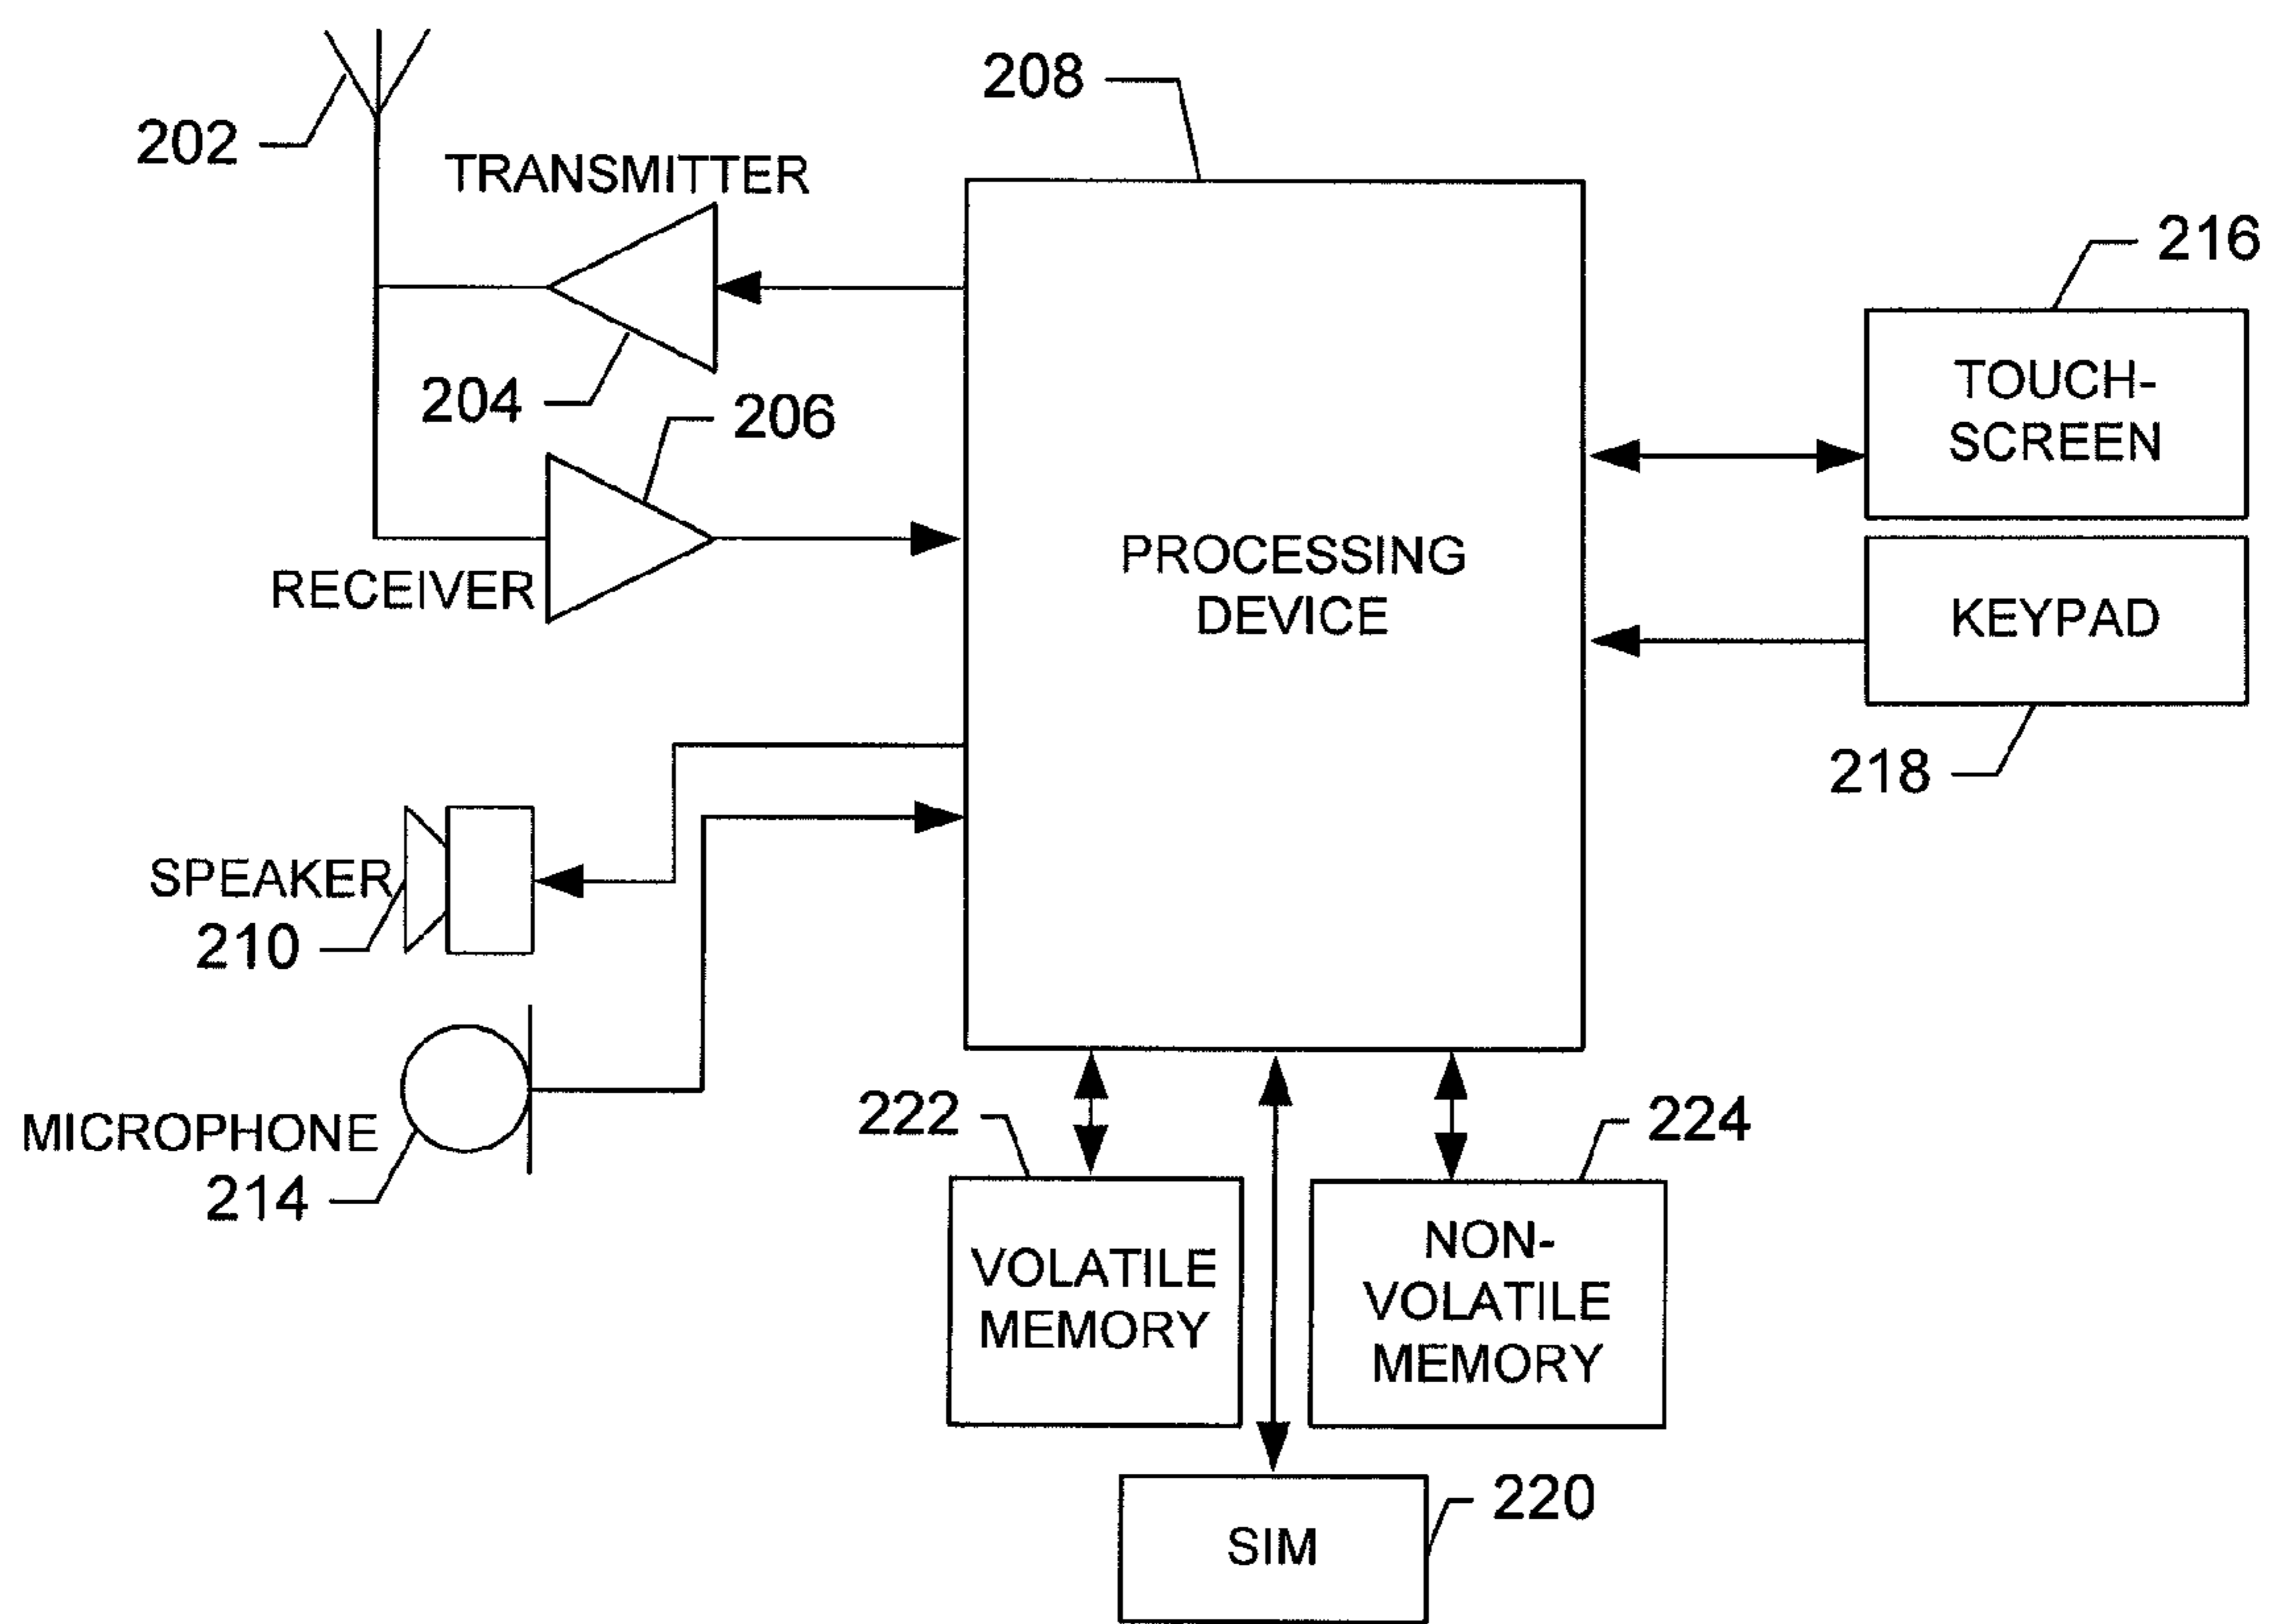 208
202
TRANSMITTER
216
TOUCH-
SCREEN
204
206
PROCESSING
DEVICE
RECEIVER
KEYPAD
218
SPEAKER
210
222
224
MICROPHONE
214
VOLATILE
MEMORY
NON-
VOLATILE
MEMORY
220
SIM